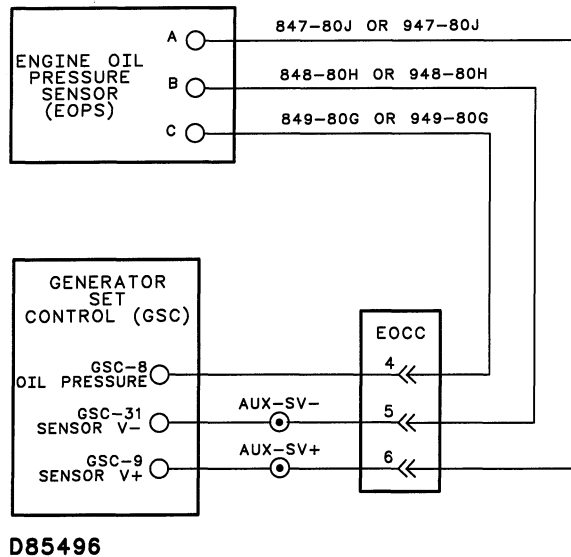 847-80J OR 947-80J
A
ENGINE OIL
PRESSURE
SENSOR
(EOPS)
B
848-80H OR 948-80H
C
849-80G OR 949-80G
GENERATOR
SET
CONTROL (GSC)
EOCC
GSC-8
OIL PRESSURE
4
GSC-31
SENSOR V-
AUX-SV-
5
GSC-9
SENSOR V+
AUX-SV+
6
D85496